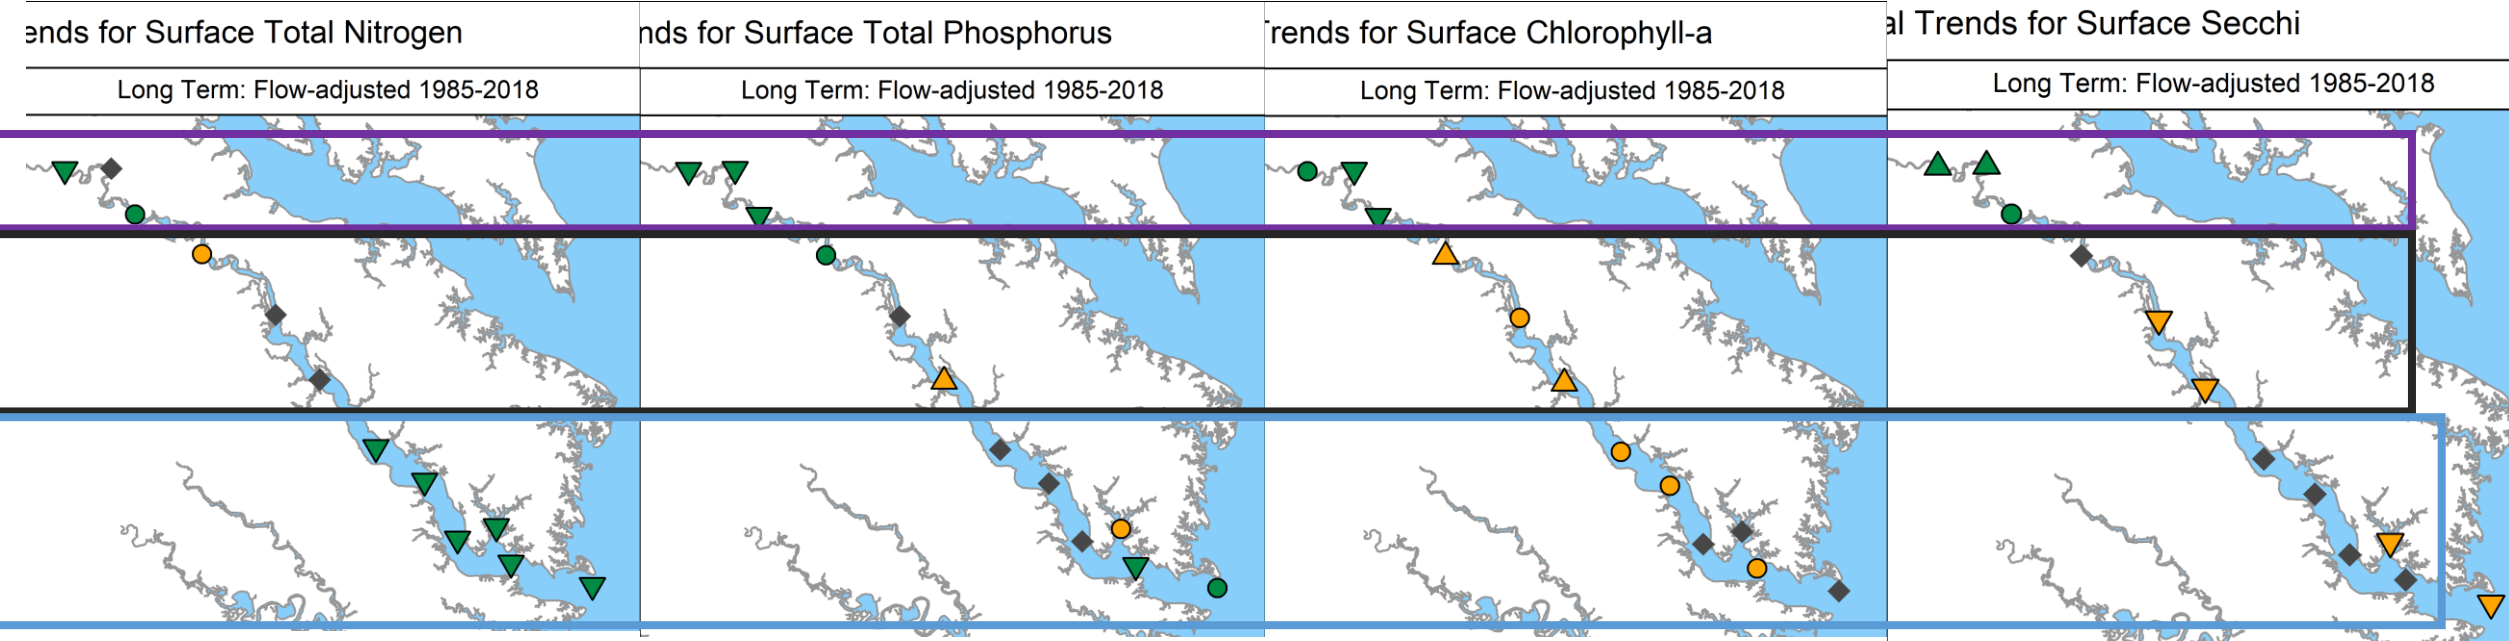 ends for Surface Total Nitrogen
Long Term: Flow-adjusted 1985-2018
nds for Surface Total Phosphorus
Long Term: Flow-adjusted 1985-2018
rends for Surface Chlorophyll-a
Long Term: Flow-adjusted 1985-2018
al Trends for Surface Secchi
Long Term: Flow-adjusted 1985-2018